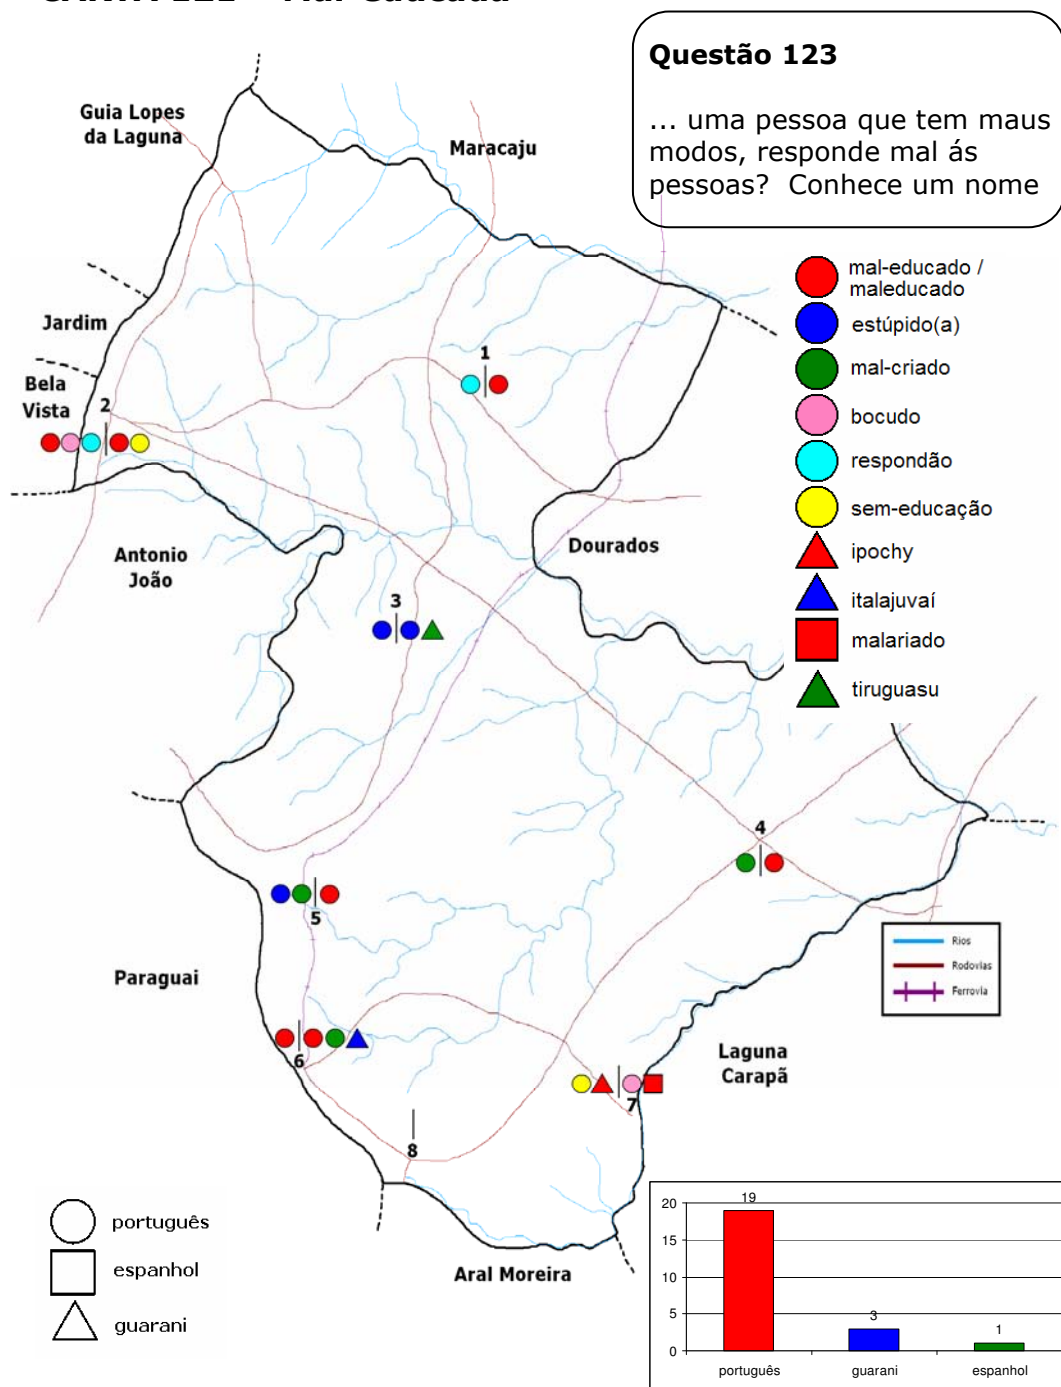 Questão 123
... uma pessoa que tem maus
modos, responde mal ás
pessoas? Conhece um nome
Guia Lopes
da Laguna
Maracaju
mal-educado /
maleducado
estúpido(a)
mal-criado
bocudo
respondão
sem-educação
ipochy
italajuvaí
malariado
tiruguasu
Jardim
Bela
Vista
1
2
Antonio
João
Dourados
3
4
5
Paraguai
Rios
Rodovias
Ferrovia
6
Laguna
Carapã
7
8
Aral Moreira
português
espanhol
guarani
20
15
10
5
0
19
3
1
português
guarani
espanhol